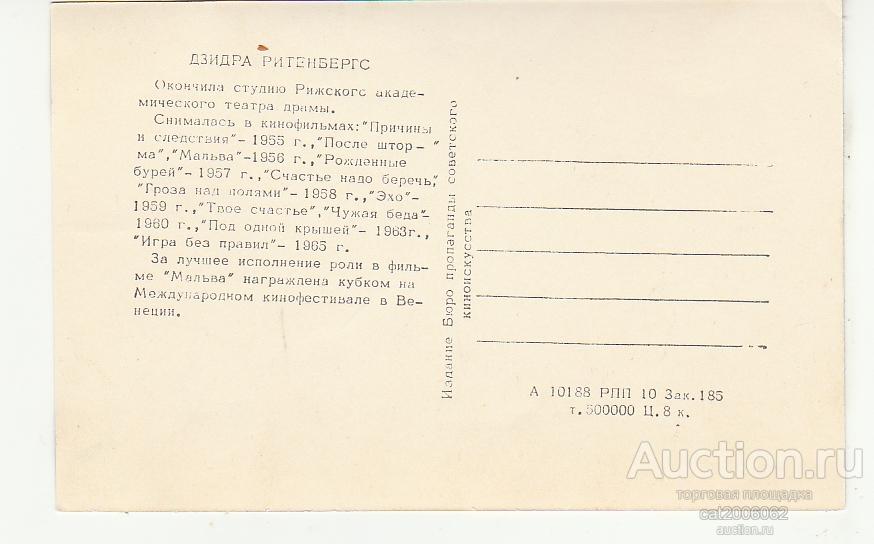 ДЗИДРА РИТЕНБЕРГС
Окончила студию Рижского акаде-
мического театра драмы.
Снималась в кинофильмах:"Причины
и следствия"- 1955 г.,"После штор-"
ма","Мальва"-1956 г.,"Рожденные
бурей"- 1957 г.,"Счастье надо беречь",
"Гроза над полями"- 1958 г.,"Эхо"-
1959 г.,"Твое счастье","Чужая беда"-
1960 г.,"Под одной крышей"- 1963г.,
"Игра без правил"- 1965 г.
За лучшее исполнение роли в филь-
ме "Мальва" награждена кубком на
Международном кинофестивале в Ве-
неции.
Издание Бюро пропаганды советского
киноискусства
А 10188 РПП 10 Зак.185
т.500000 Ц.8 к.
Auction.ru
торговая площадка
cat2006062
auction.ru